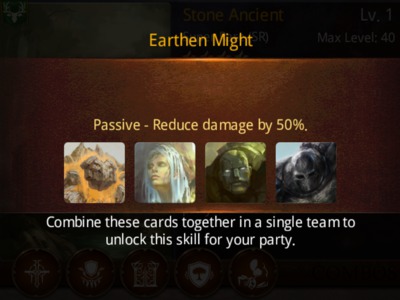 Stone Ancient
Lv. 1
Earthen Might
Max Level: 40
Passive - Reduce damage by 50%.
Combine these cards together in a single team to
unlock this skill for your party.